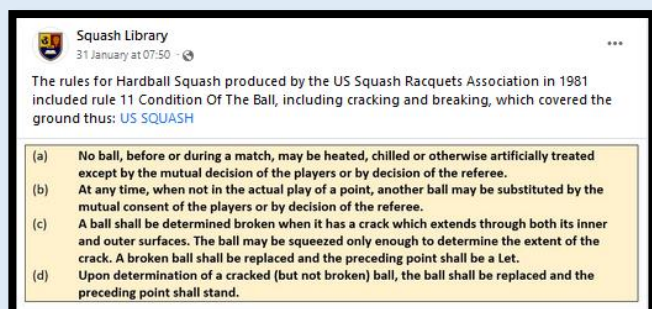 Squash Library
31 January at 07:50 ·
...
The rules for Hardball Squash produced by the US Squash Racquets Association in 1981
included rule 11 Condition Of The Ball, including cracking and breaking, which covered the
ground thus: US SQUASH
(a) No ball, before or during a match, may be heated, chilled or otherwise artificially treated
except by the mutual decision of the players or by decision of the referee.
(b) At any time, when not in the actual play of a point, another ball may be substituted by the
mutual consent of the players or by decision of the referee.
(c) A ball shall be determined broken when it has a crack which extends through both its inner
and outer surfaces. The ball may be squeezed only enough to determine the extent of the
crack. A broken ball shall be replaced and the preceding point shall be a Let.
(d) Upon determination of a cracked (but not broken) ball, the ball shall be replaced and the
preceding point shall stand.